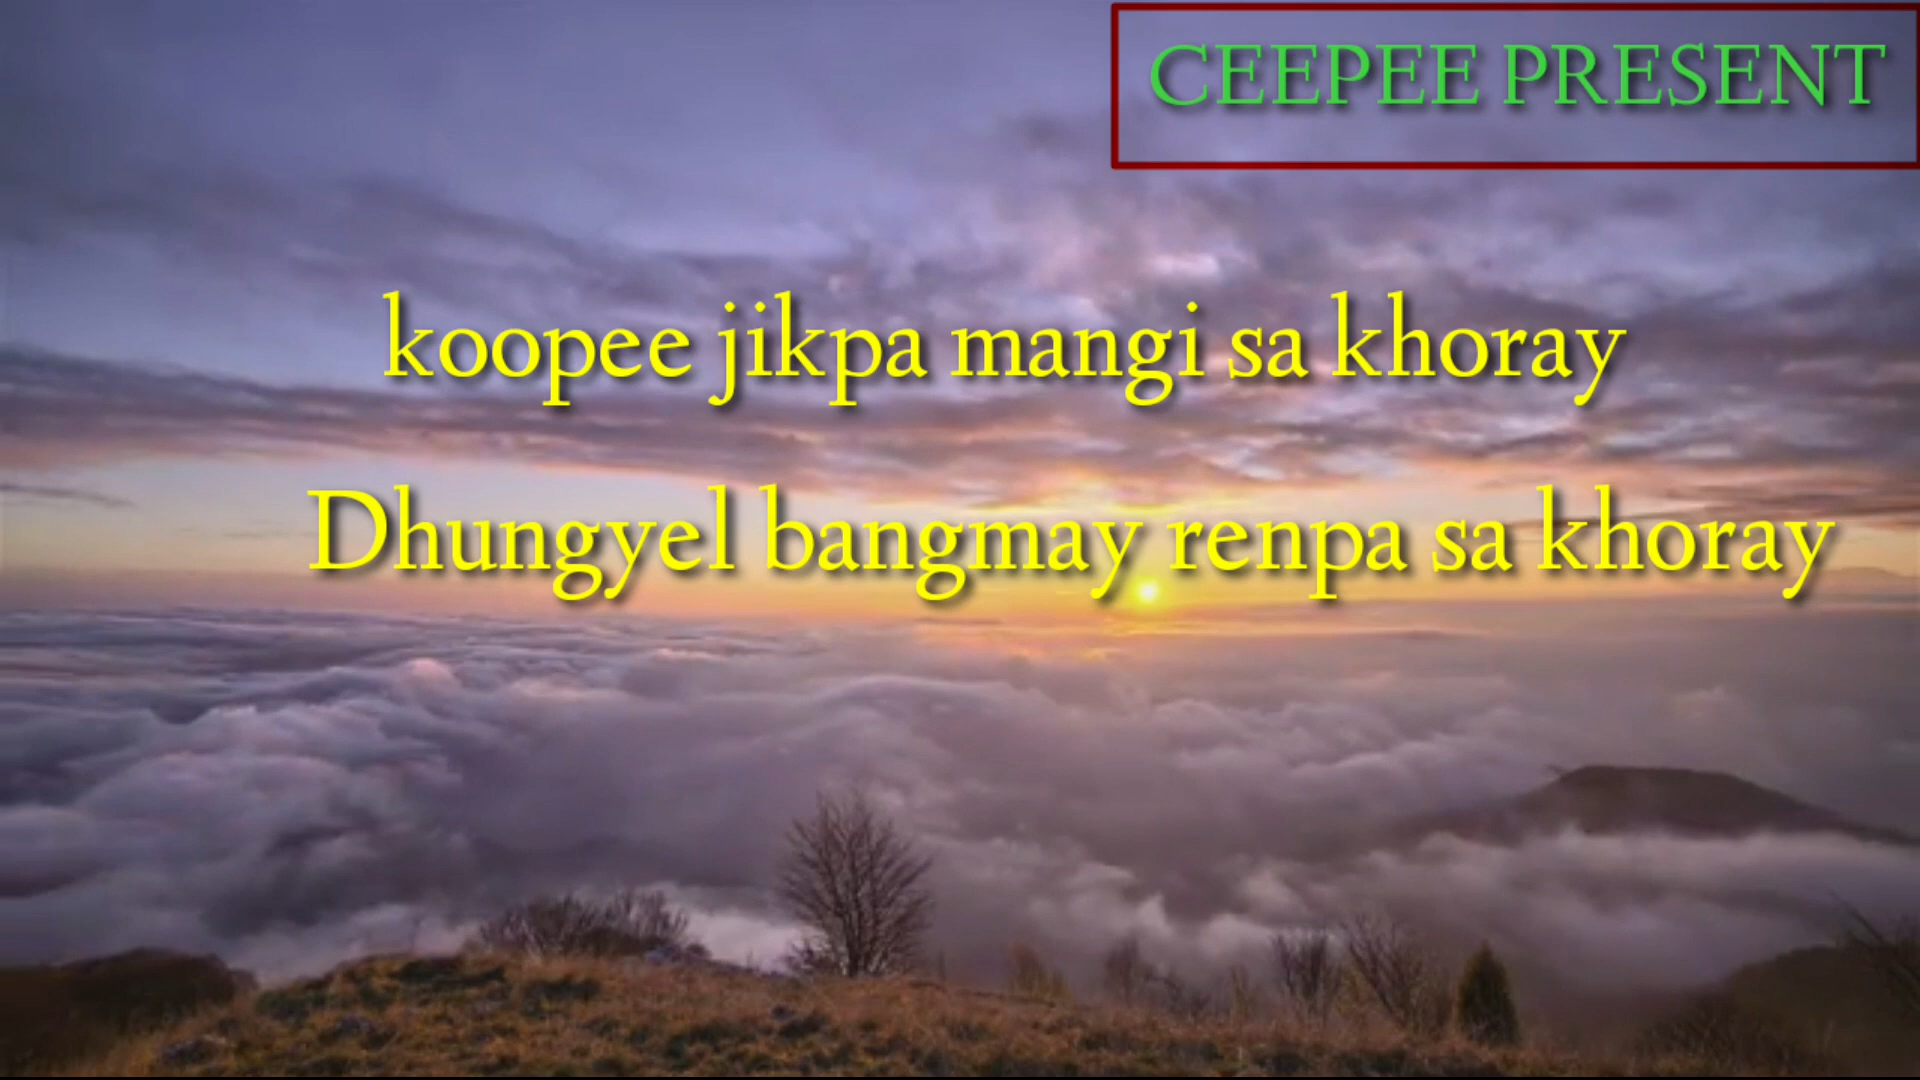 CEEPEE PRESENT
koopee jikpa mangi sa khoray
Dhungyel bangmay renpa sa khoray